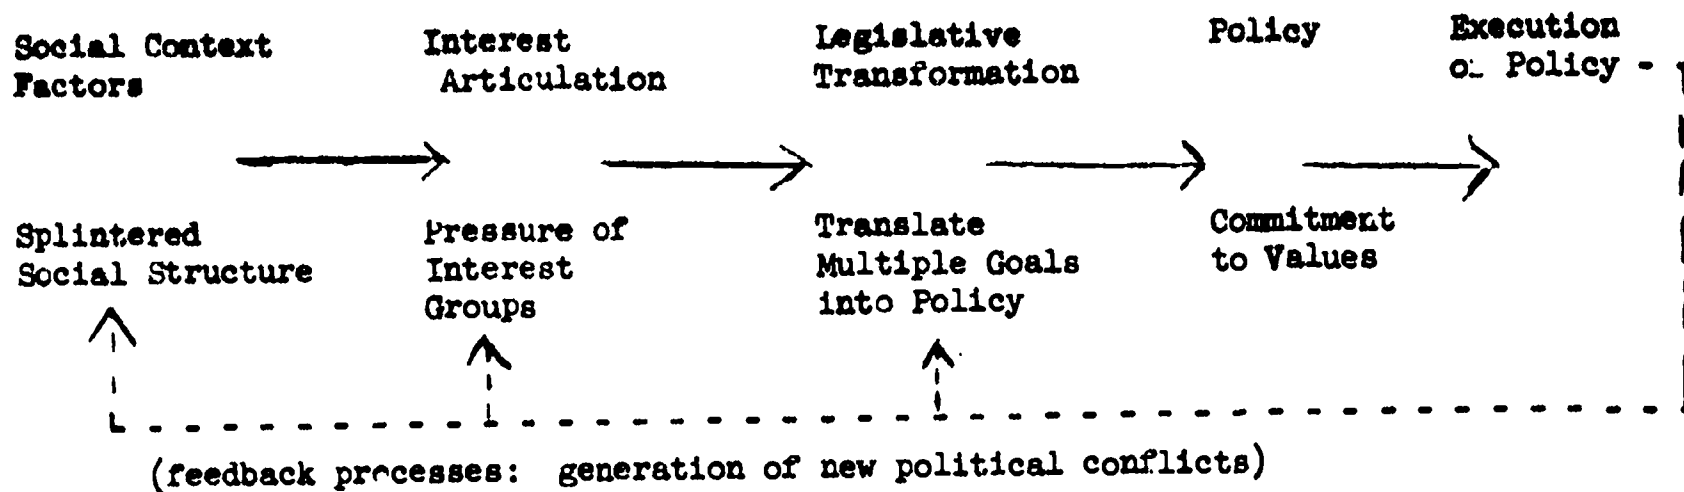 Social Context
Factors
Interest
Articulation
Legislative
Transformation
Policy
Execution
of Policy
Splintered
Social Structure
Pressure of
Interest
Groups
Translate
Multiple Goals
into Policy
Commitment
to Values
(feedback processes: generation of new political conflicts)